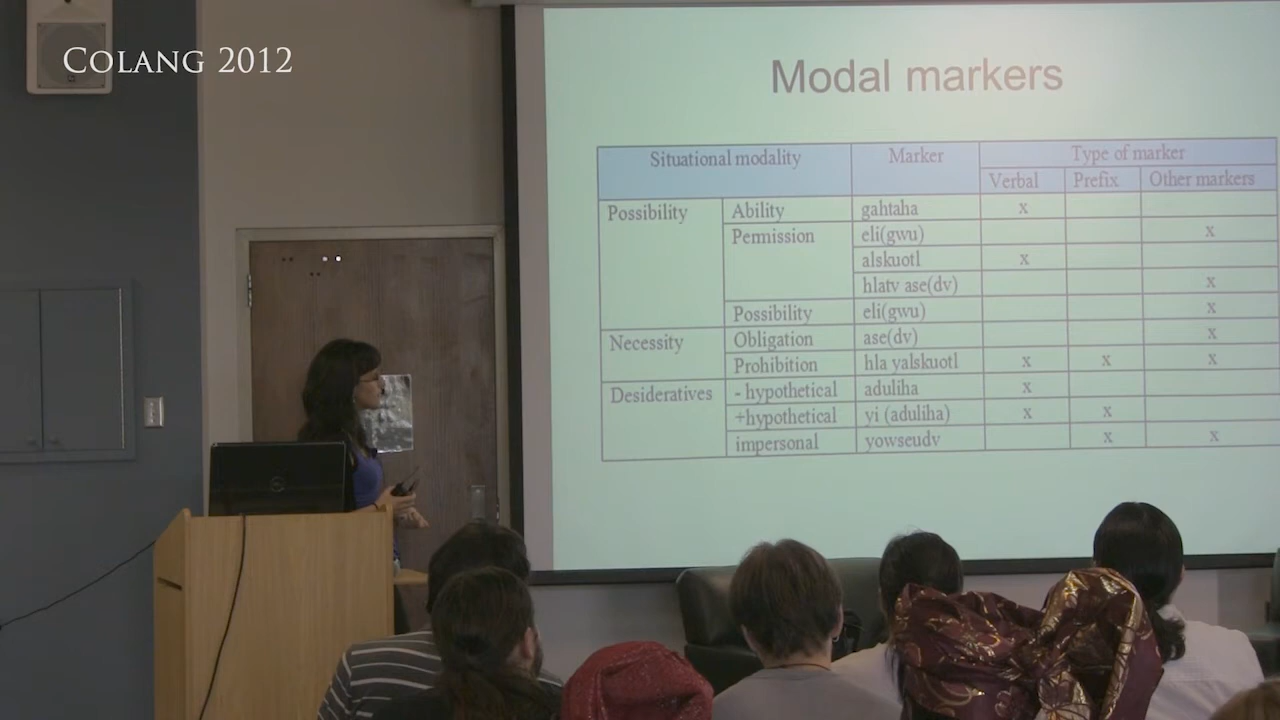 COLANG 2012
Modal markers
Situational modality Marker Type of marker
Verbal Prefix Other markers
Possibility Ability gahtaha x
Permission eli(gwu) x
alskuotl x
hlatv ase(dv) x
Possibility eli(gwu) x
Necessity Obligation ase(dv) x
Prohibition hla yalskuotl x x x
Desideratives - hypothetical aduliha x
+hypothetical yi (aduliha) x x
impersonal yowseudv x x